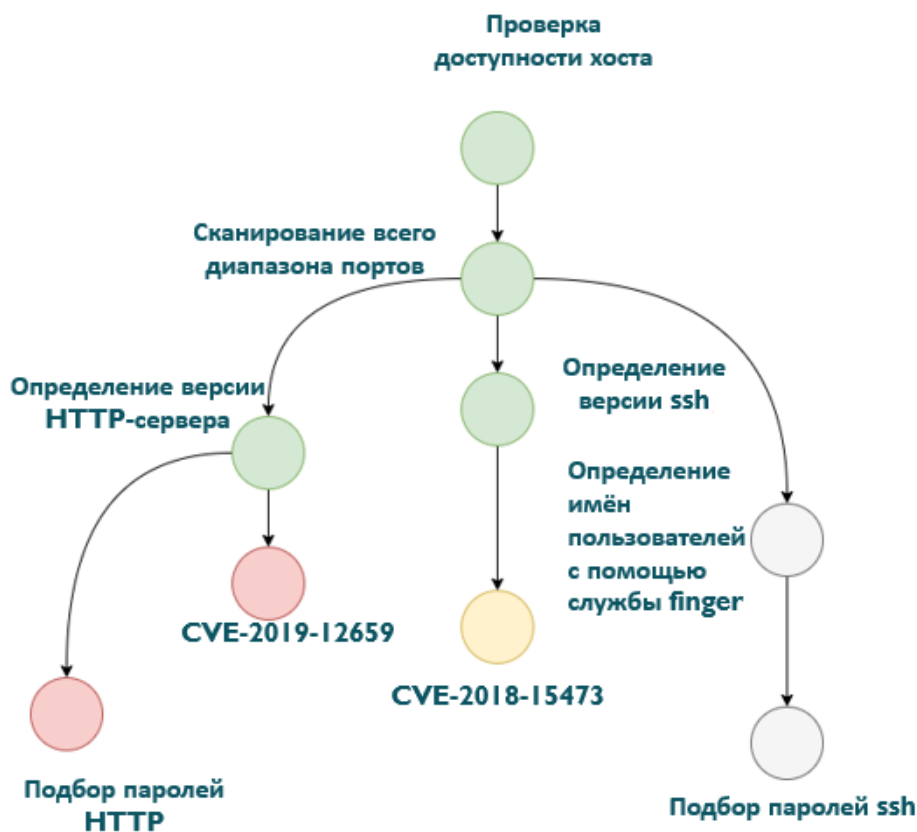 Проверка
доступности хоста
Сканирование всего
диапазона портов
Определение версии
HTTP-сервера
Определение
версии ssh
Определение
имён
пользователей
с помощью
службы finger
CVE-2019-12659
CVE-2018-15473
Подбор паролей
HTTP
Подбор паролей ssh